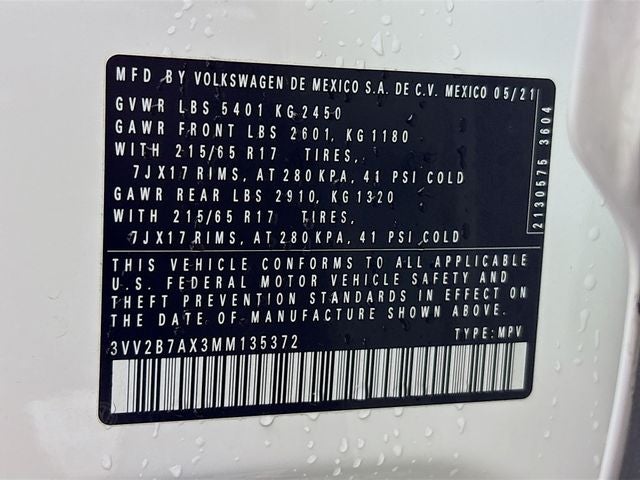 MFD BY VOLKSWAGEN DE MEXICO S.A. DE C.V. MEXICO 05/21
GVWR LBS 5401 KG 2450
GAWR FRONT LBS 2601, KG 1180
WITH 215/65 R17 TIRES,
7JX17 RIMS, AT 280 KPA, 41 PSI COLD
GAWR REAR LBS 2910, KG 1320
WITH 215/65 R17 TIRES,
7JX17 RIMS, AT 280 KPA, 41 PSI COLD
THIS VEHICLE CONFORMS TO ALL APPLICABLE
U.S. FEDERAL MOTOR VEHICLE SAFETY AND
THEFT PREVENTION STANDARDS IN EFFECT ON
THE DATE OF MANUFACTURE SHOWN ABOVE.
3VV2B7AX3MM135372 TYPE: MPV
2130575 3604